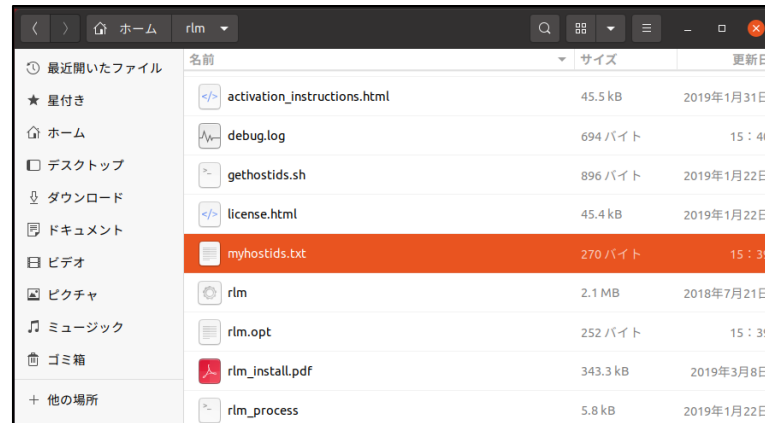 ホーム rlm
最近開いたファイル
星付き
ホーム
デスクトップ
ダウンロード
ドキュメント
ビデオ
ピクチャ
ミュージック
ゴミ箱
+ 他の場所
名前 サイズ 更新日
activation_instructions.html 45.5 kB 2019年1月31日
debug.log 694 バイト 15：40
gethostids.sh 896 バイト 2019年1月22日
license.html 45.4 kB 2019年1月22日
myhostids.txt 270 バイト 15：39
rlm 2.1 MB 2018年7月21日
rlm.opt 252 バイト 15：39
rlm_install.pdf 343.3 kB 2019年3月8日
rlm_process 5.8 kB 2019年1月22日